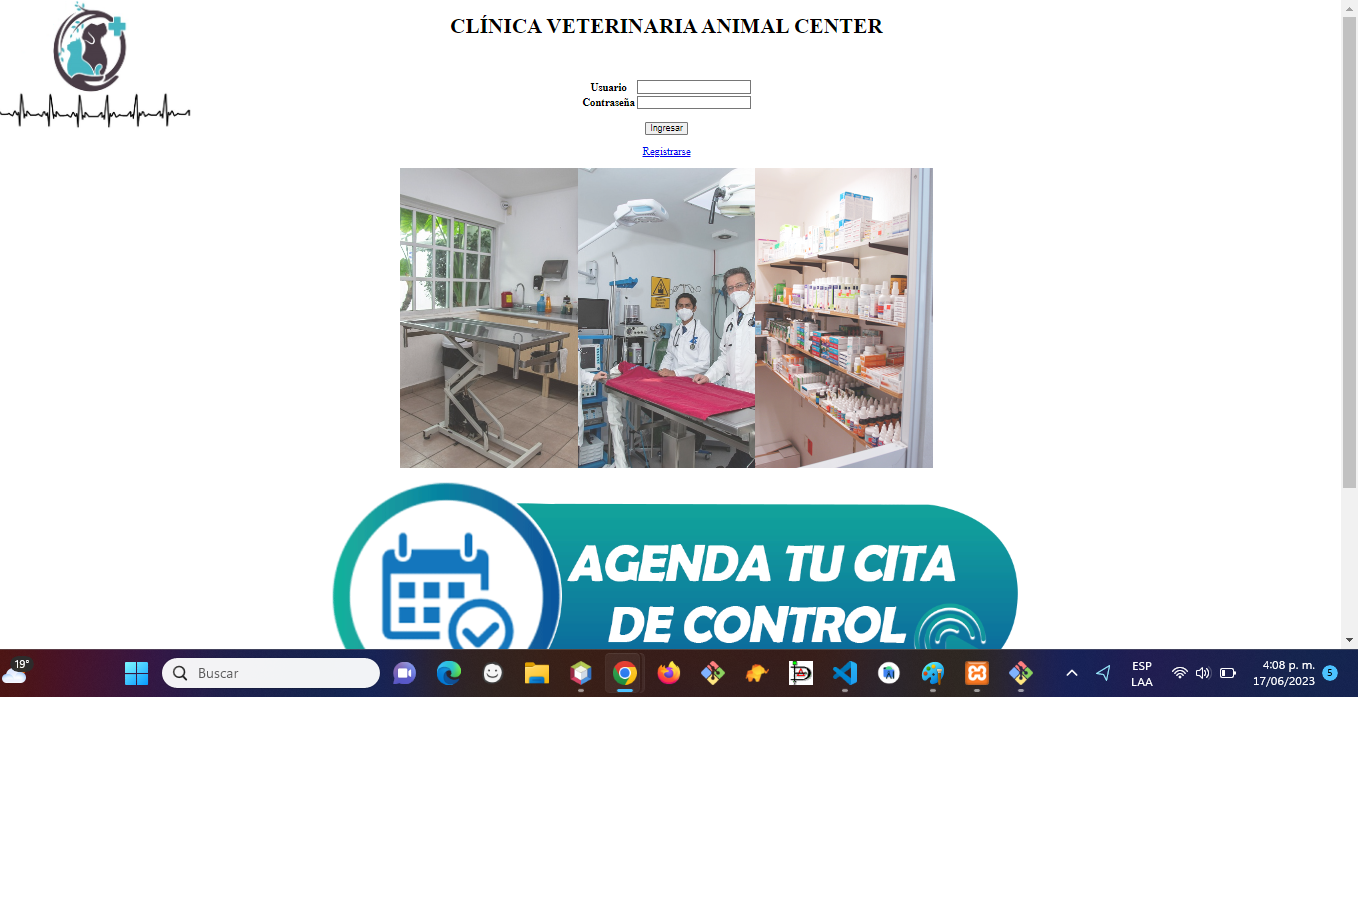 CLÍNICA VETERINARIA ANIMAL CENTER
Usuario
Contraseña
Ingresar
Registrarse
AGENDA TU CITA
DE CONTROL
19°
Buscar
ESP
LAA
4:08 p. m.
17/06/2023
5